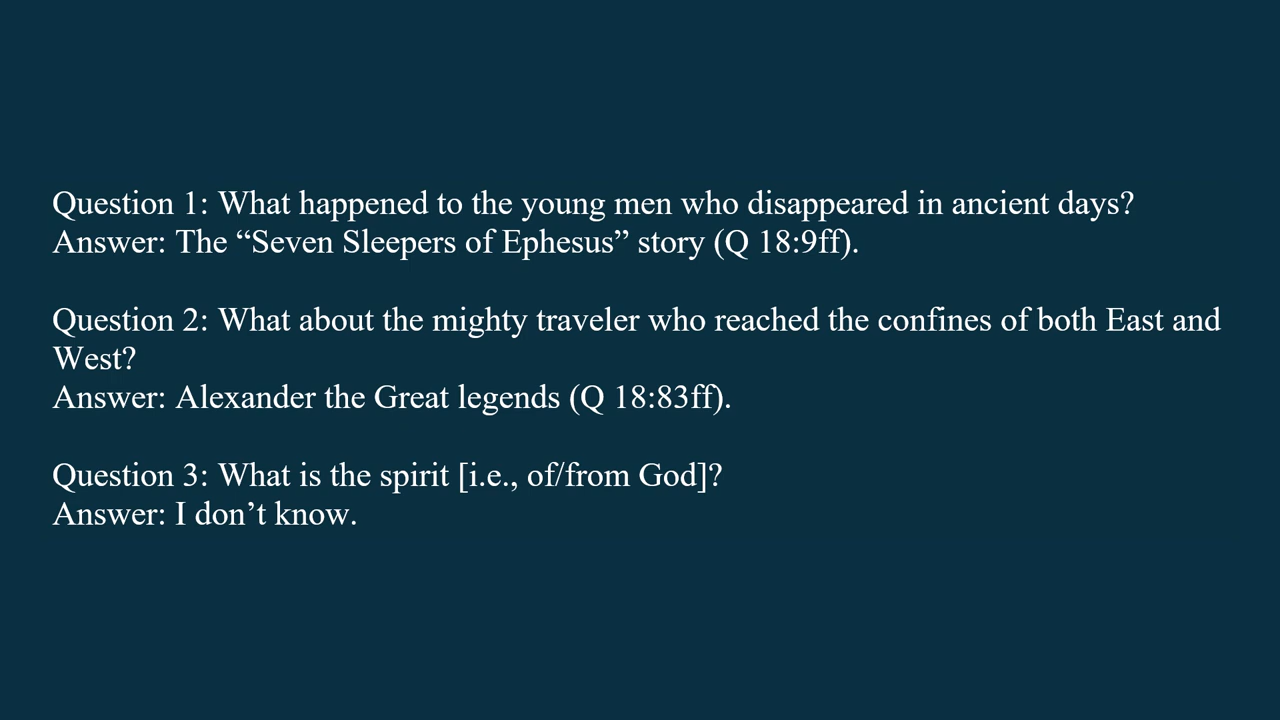 Question 1: What happened to the young men who disappeared in ancient days?
Answer: The “Seven Sleepers of Ephesus” story (Q 18:9ff).
Question 2: What about the mighty traveler who reached the confines of both East and
West?
Answer: Alexander the Great legends (Q 18:83ff).
Question 3: What is the spirit [i.e., of/from God]?
Answer: I don’t know.